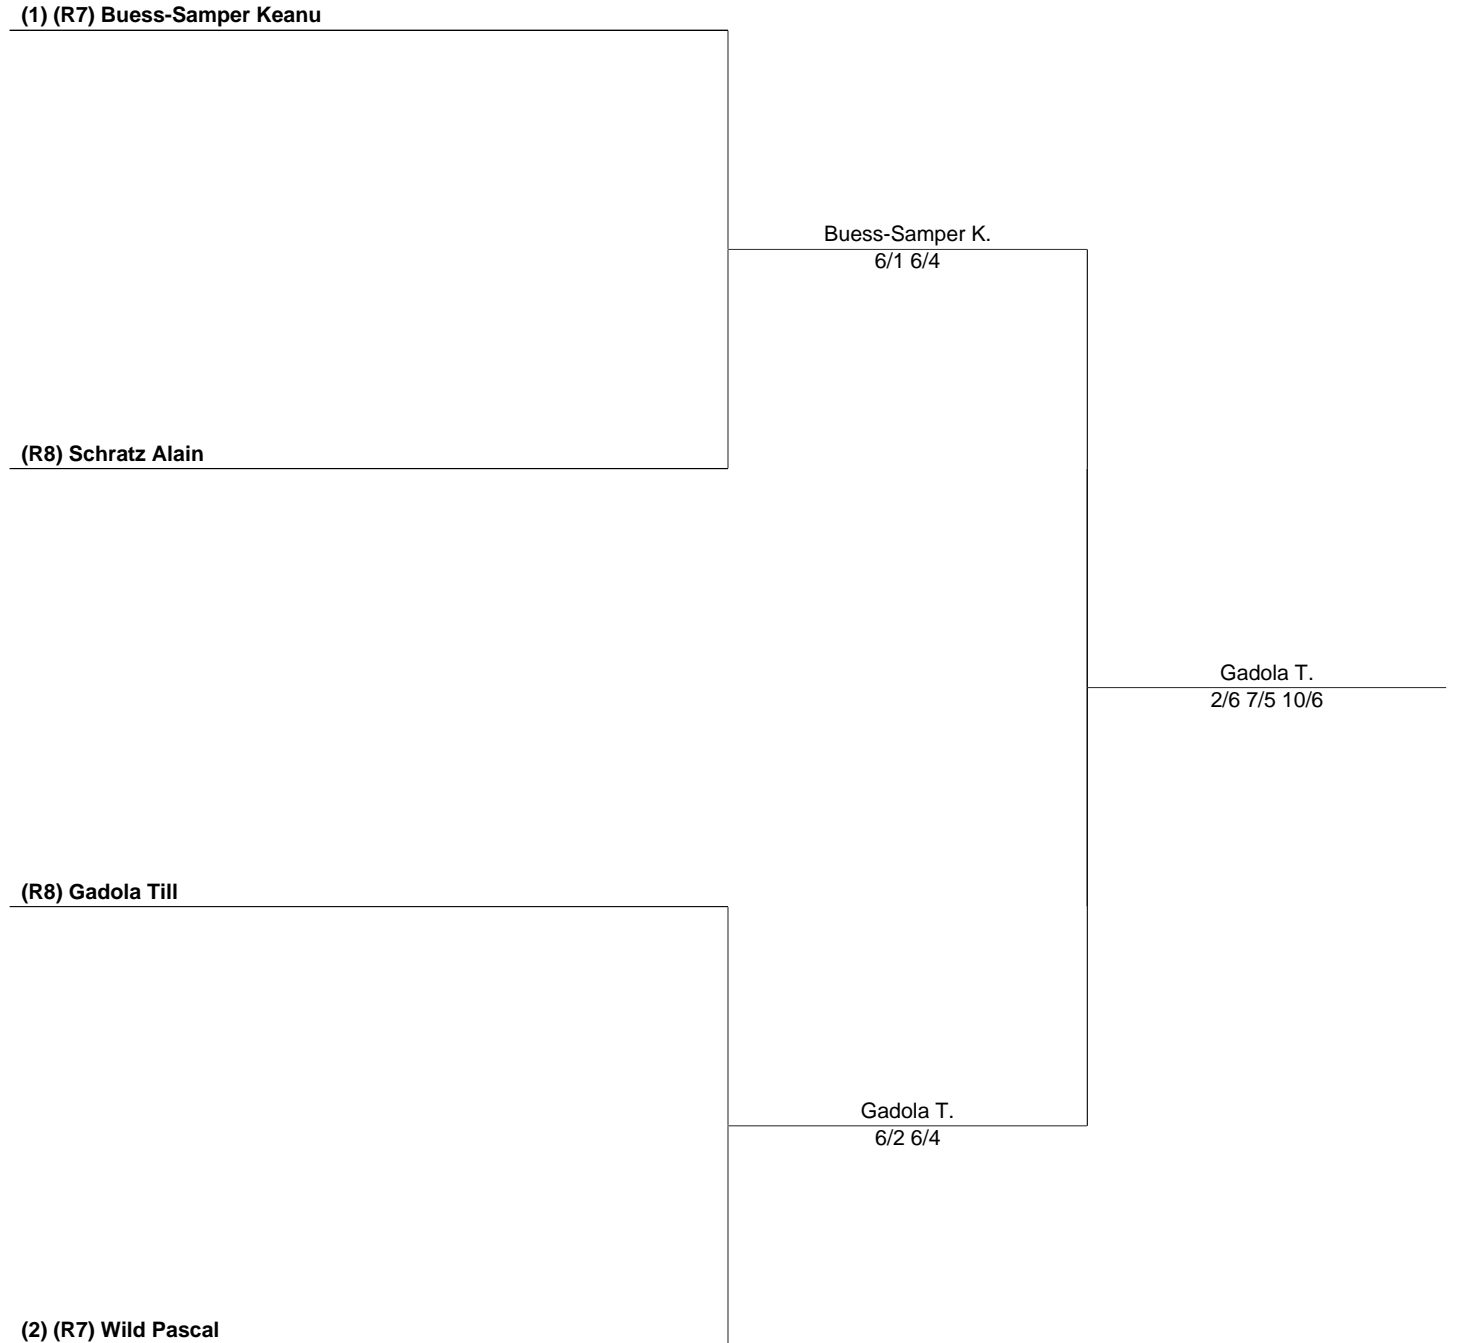 (1) (R7) Buess-Samper Keanu
Buess-Samper K.
6/1 6/4
(R8) Schratz Alain
Gadola T.
2/6 7/5 10/6
(R8) Gadola Till
Gadola T.
6/2 6/4
(2) (R7) Wild Pascal